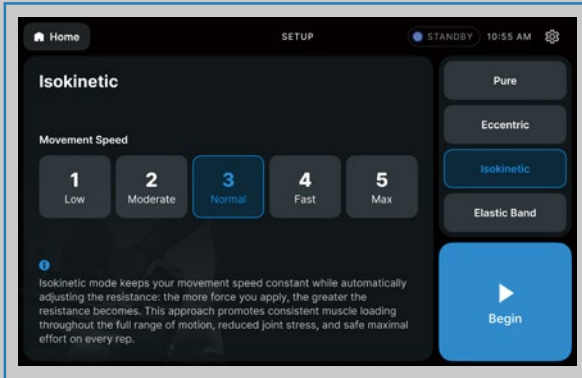 Home
SETUP
STANDBY
10:55 AM
Isokinetic
Movement Speed
1
Low
2
Moderate
3
Normal
4
Fast
5
Max
Isokinetic mode keeps your movement speed constant while automatically
adjusting the resistance: the more force you apply, the greater the
resistance becomes. This approach promotes consistent muscle loading
throughout the full range of motion, reduced joint stress, and safe maximal
effort on every rep.
Pure
Eccentric
Isokinetic
Elastic Band
Begin